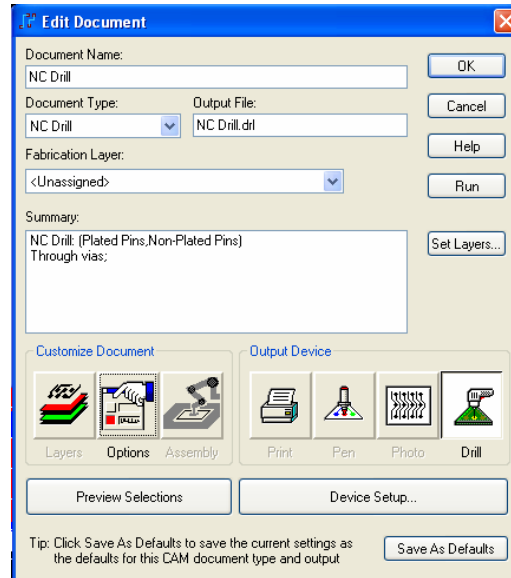 Edit Document
Document Name:
NC Drill
OK
Document Type:
Output File:
NC Drill
NC Drill.drl
Cancel
Fabrication Layer:
Help
<Unassigned>
Run
Summary:
NC Drill: (Plated Pins,Non-Plated Pins)
Through vias;
Set Layers...
Customize Document
Output Device
Layers
Options
Assembly
Print
Pen
Photo
Drill
Preview Selections
Device Setup...
Tip: Click Save As Defaults to save the current settings as
the defaults for this CAM document type and output
Save As Defaults